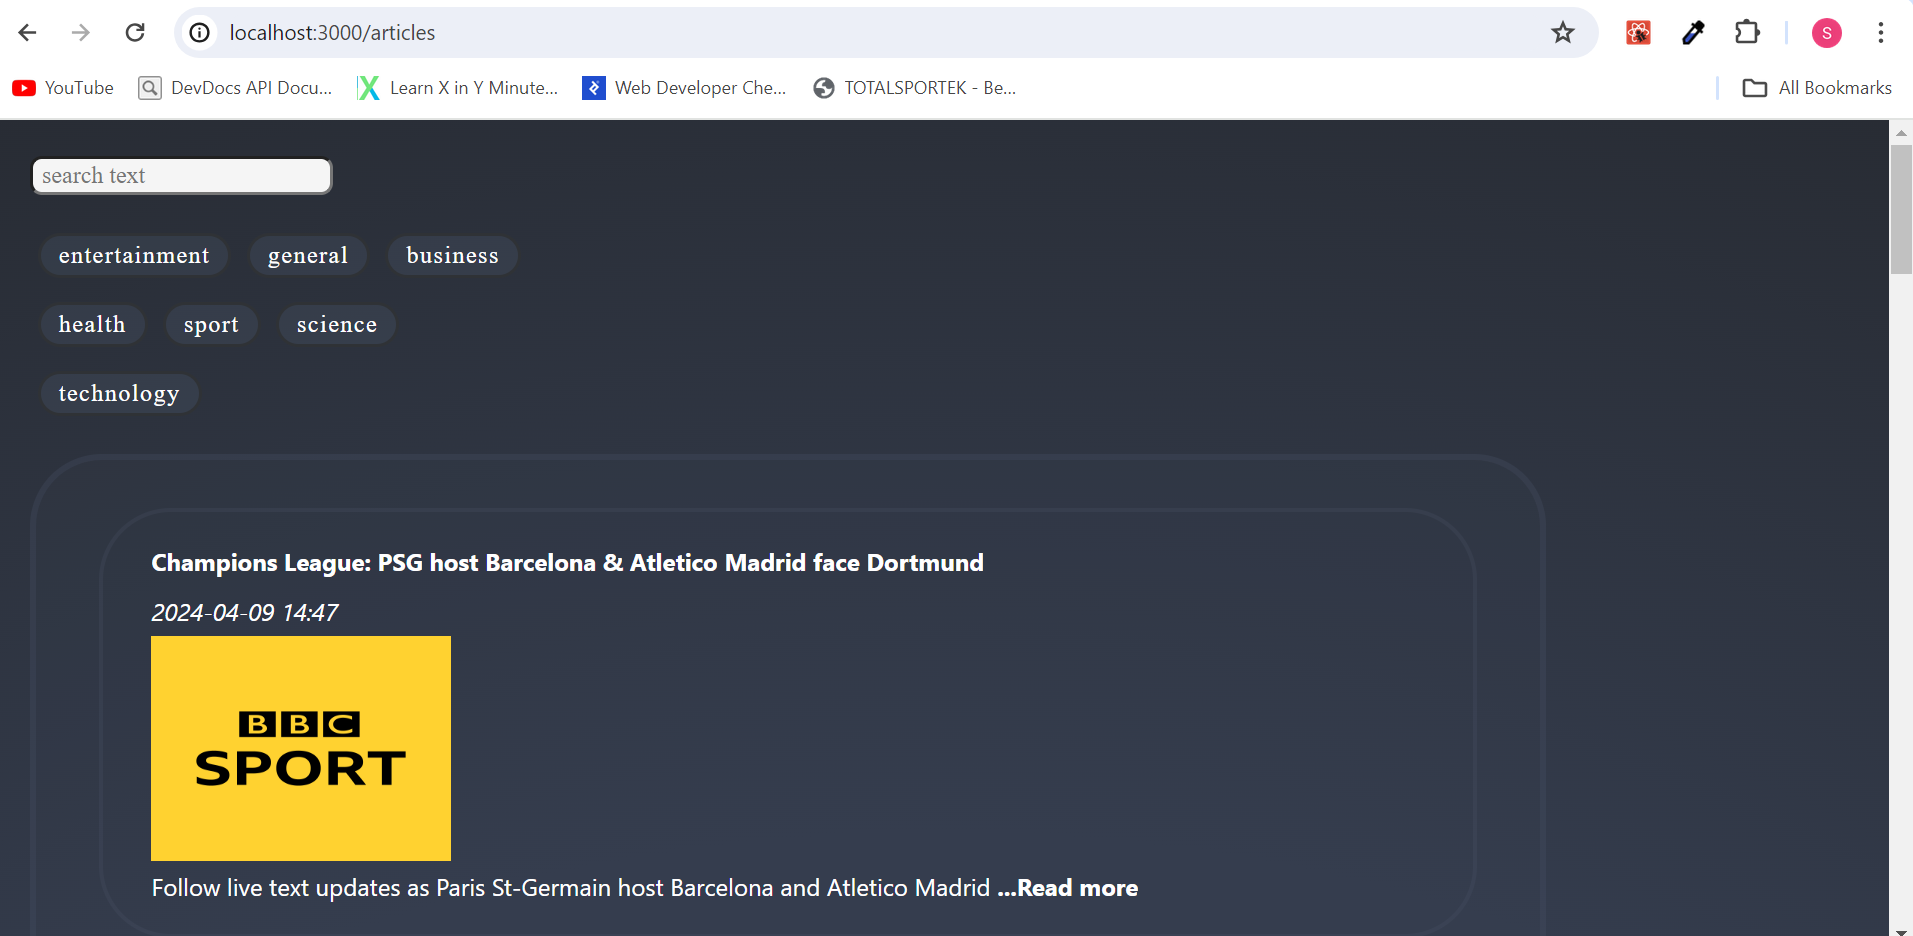 localhost:3000/articles
S
YouTube DevDocs API Docu... Learn X in Y Minute... Web Developer Che... TOTALSPORTEK - Be... All Bookmarks
search text
entertainment general business
health sport science
technology
Champions League: PSG host Barcelona & Atletico Madrid face Dortmund
2024-04-09 14:47
BBC
SPORT
Follow live text updates as Paris St-Germain host Barcelona and Atletico Madrid ...Read more